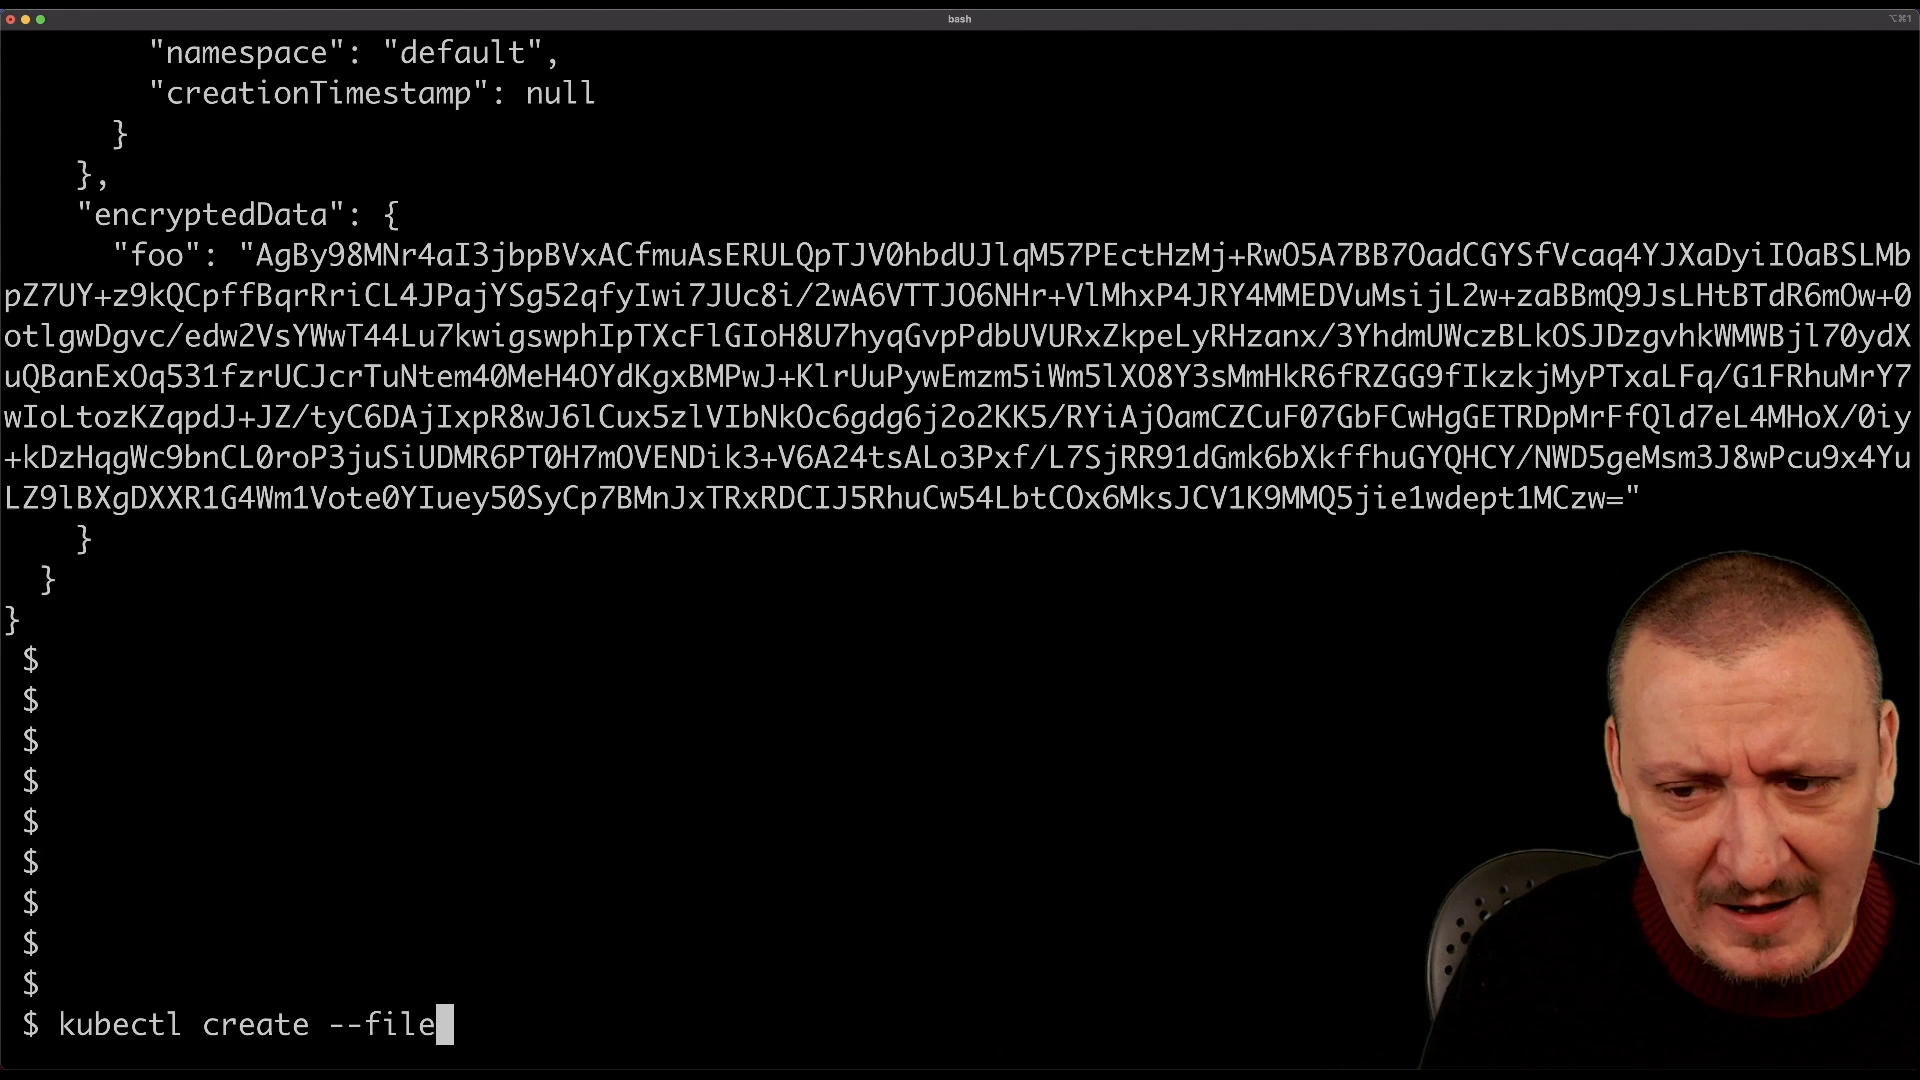 bash
⌥⌘1
"namespace": "default",
"creationTimestamp": null
}
},
"encryptedData": {
"foo": "AgBy98MNr4aI3jbpBVxACfmuAsERULQpTJV0hbdUJlqM57PEctHzMj+RwO5A7BB7OadCGYSfVcaq4YJXaDyiIOaBSLMb
pZ7UY+z9kQCpffBqrRriCL4JPajYSg52qfyIwi7JUc8i/2wA6VTTJO6NHr+VlMhxP4JRY4MMEDVuMsijL2w+zaBBmQ9JsLHtBTdR6mOw+0
otlgwDgvc/edw2VsYWwT44Lu7kwigswphIpTXcFlGIoH8U7hyqGvpPdbUVURxZkpeLyRHzanx/3YhdmUWczBLkOSJDzgvhkWMWBjl70ydX
uQBanExOq531fzrUCJcrTuNtem40MeH4OYdKgxBMPwJ+KlrUuPywEmzm5iWm5lXO8Y3sMmHkR6fRZGG9fIkzkjMyPTxaLFq/G1FRhuMrY7
wIoLtozKZqpdJ+JZ/tyC6DAjIxpR8wJ6lCux5zlVIbNkOc6gdg6j2o2KK5/RYiAjOamCZCuF07GbFCwHgGETRDpMrFfQld7eL4MHoX/0iy
+kDzHqgWc9bnCL0roP3juSiUDMR6PT0H7mOVENDik3+V6A24tsALo3Pxf/L7SjRR91dGmk6bXkffhuGYQHCY/NWD5geMsm3J8wPcu9x4Yu
LZ9lBXgDXXR1G4Wm1Vote0YIuey50SyCp7BMnJxTRxRDCIJ5RhuCw54LbtCOx6MksJCV1K9MMQ5jie1wdept1MCzw="
}
}
}
$
$
$
$
$
$
$
$
$
$ kubectl create --file